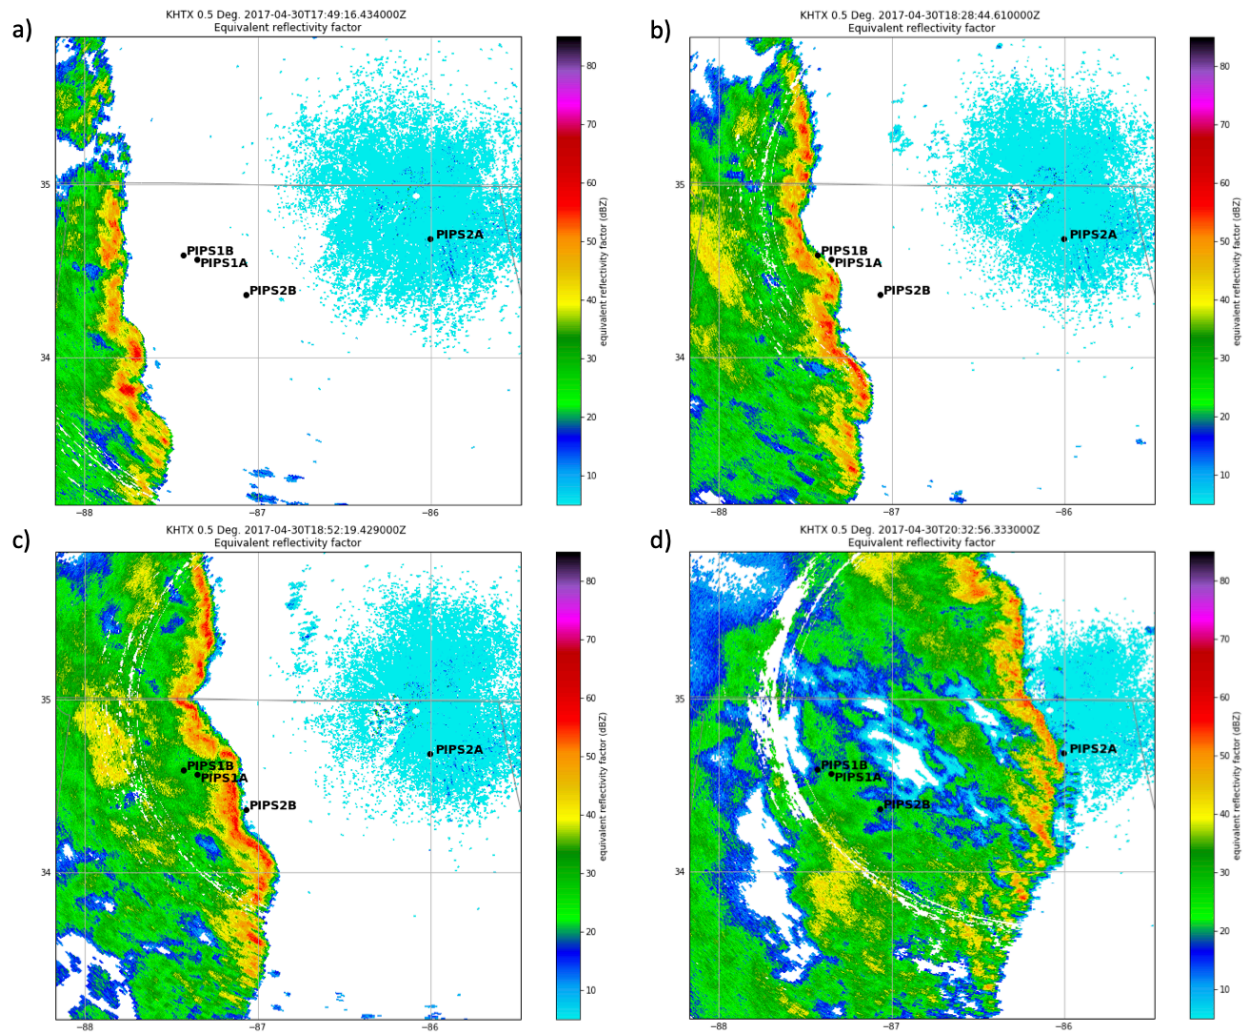 a)
KHTX 0.5 Deg. 2017-04-30T17:49:16.434000Z
Equivalent reflectivity factor
80
70
60
50
40
30
20
10
equivalent reflectivity factor (dBZ)
35
34
-88
-87
-86
PIPS1B
PIPS1A
PIPS2B
PIPS2A
b)
KHTX 0.5 Deg. 2017-04-30T18:28:44.610000Z
Equivalent reflectivity factor
80
70
60
50
40
30
20
10
equivalent reflectivity factor (dBZ)
35
34
-88
-87
-86
PIPS1B
PIPS1A
PIPS2B
PIPS2A
c)
KHTX 0.5 Deg. 2017-04-30T18:52:19.429000Z
Equivalent reflectivity factor
80
70
60
50
40
30
20
10
equivalent reflectivity factor (dBZ)
35
34
-88
-87
-86
PIPS1B
PIPS1A
PIPS2B
PIPS2A
d)
KHTX 0.5 Deg. 2017-04-30T20:32:56.333000Z
Equivalent reflectivity factor
80
70
60
50
40
30
20
10
equivalent reflectivity factor (dBZ)
35
34
-88
-87
-86
PIPS1B
PIPS1A
PIPS2B
PIPS2A